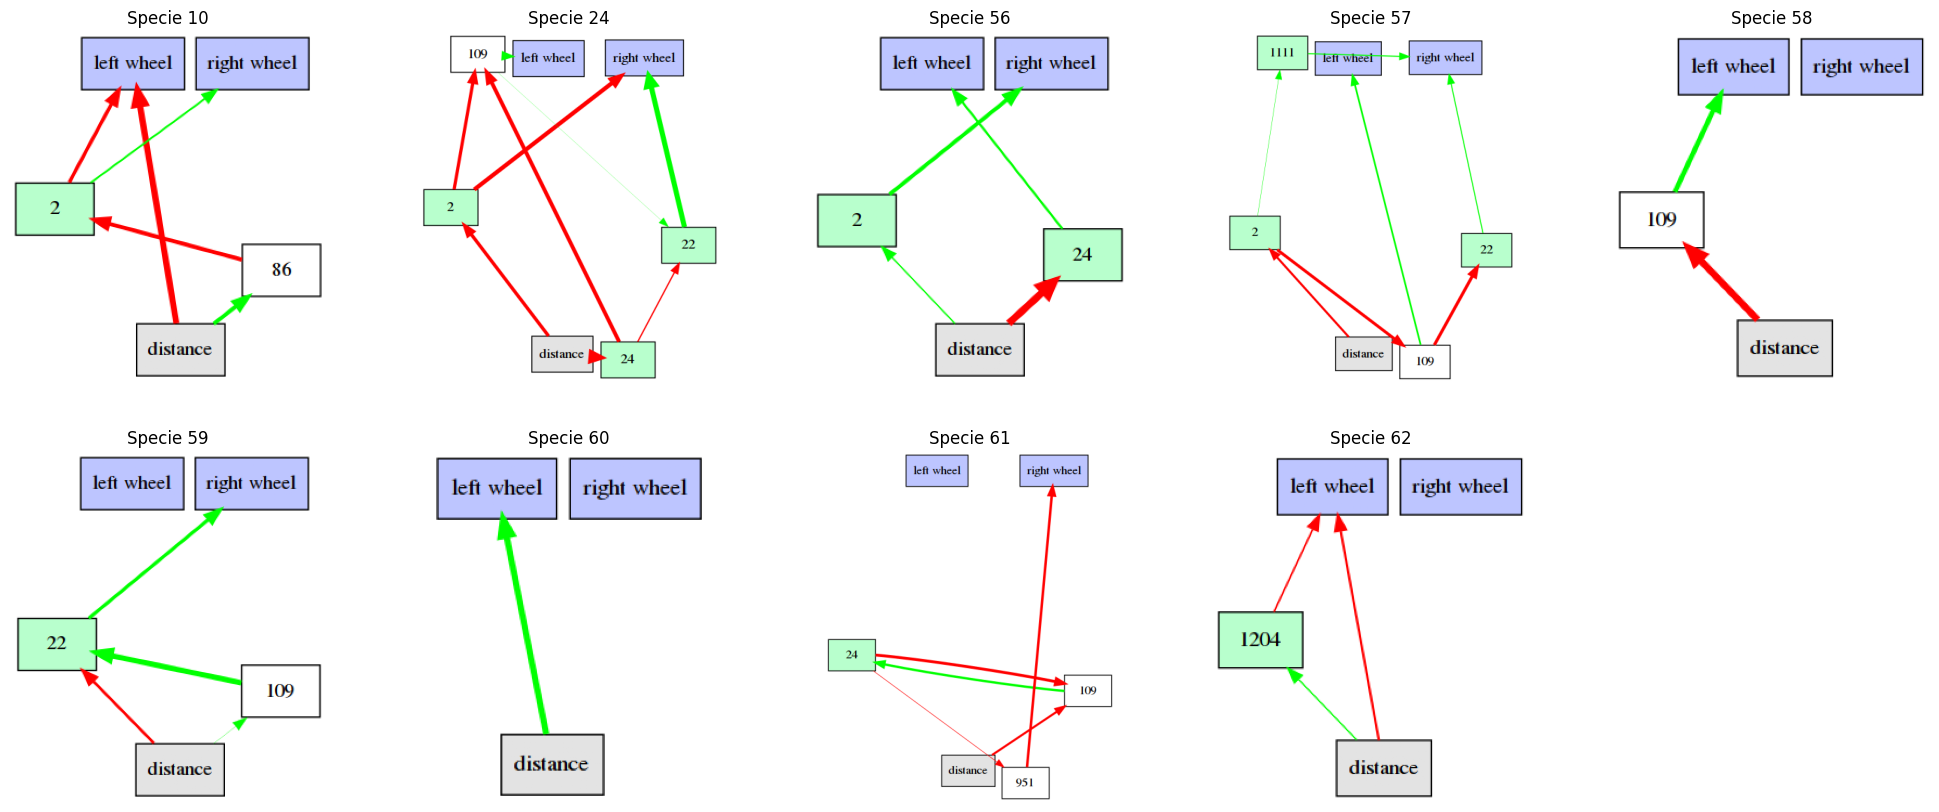 Specie 10
left wheel
right wheel
2
86
distance
Specie 24
109
left wheel
right wheel
2
22
distance
24
Specie 56
left wheel
right wheel
2
24
distance
Specie 57
1111
left wheel
right wheel
2
22
distance
109
Specie 58
left wheel
right wheel
109
distance
Specie 59
left wheel
right wheel
22
109
distance
Specie 60
left wheel
right wheel
distance
Specie 61
left wheel
right wheel
24
109
distance
951
Specie 62
left wheel
right wheel
1204
distance